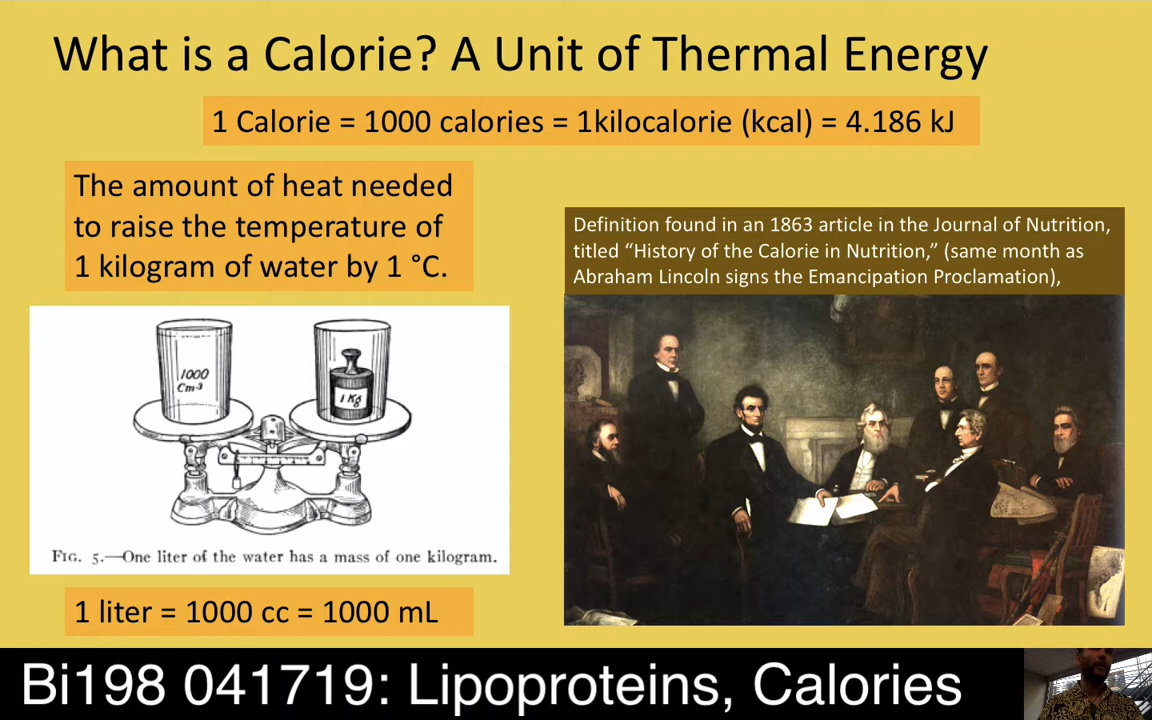 What is a Calorie? A Unit of Thermal Energy
1 Calorie = 1000 calories = 1kilocalorie (kcal) = 4.186 kJ
The amount of heat needed
to raise the temperature of
1 kilogram of water by 1 °C.
Definition found in an 1863 article in the Journal of Nutrition,
titled “History of the Calorie in Nutrition,” (same month as
Abraham Lincoln signs the Emancipation Proclamation),
1000
Cm³
1 Kg
FIG. 5.—One liter of the water has a mass of one kilogram.
1 liter = 1000 cc = 1000 mL
Bi198 041719: Lipoproteins, Calories